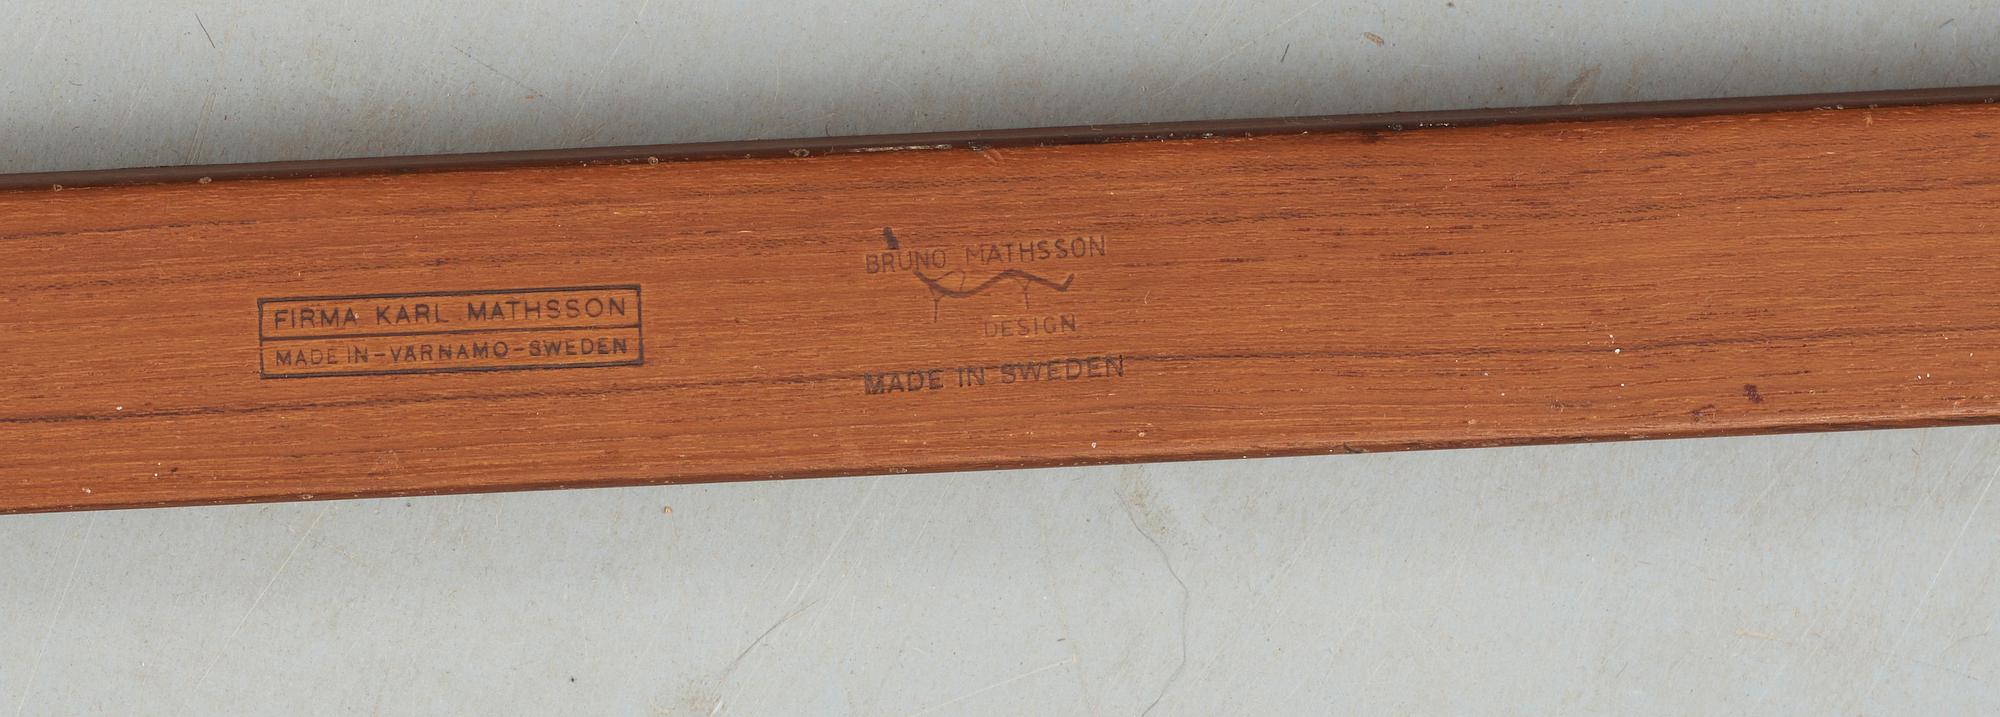 FIRMA KARL MATHSSON
MADE IN-VÄRNAMO-SWEDEN
BRUNO MATHSSON
DESIGN
MADE IN SWEDEN